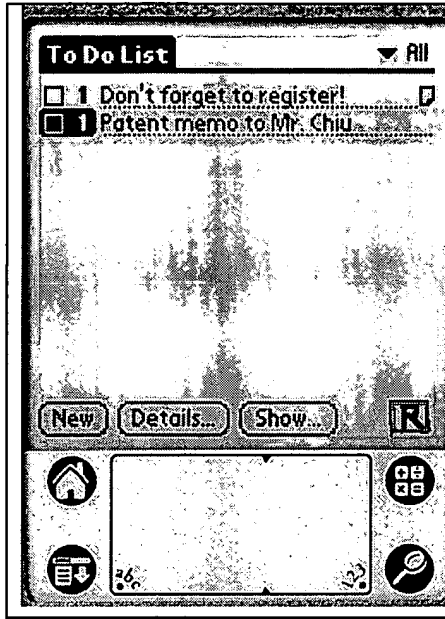 To Do List All
1 Don't forget to register!
1 Patent memo to Mr. Chiu
New Details... Show... R
abc 123